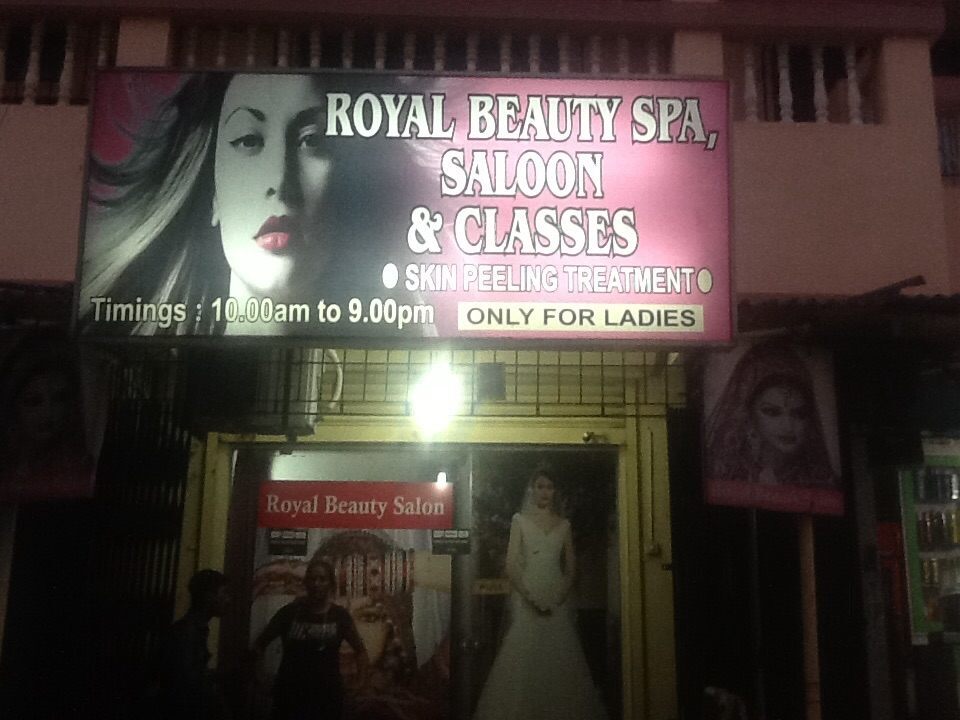 ROYAL BEAUTY SPA,
SALOON
& CLASSES
SKIN PEELING TREATMENT
Timings : 10.00am to 9.00pm
ONLY FOR LADIES
Royal Beauty Salon